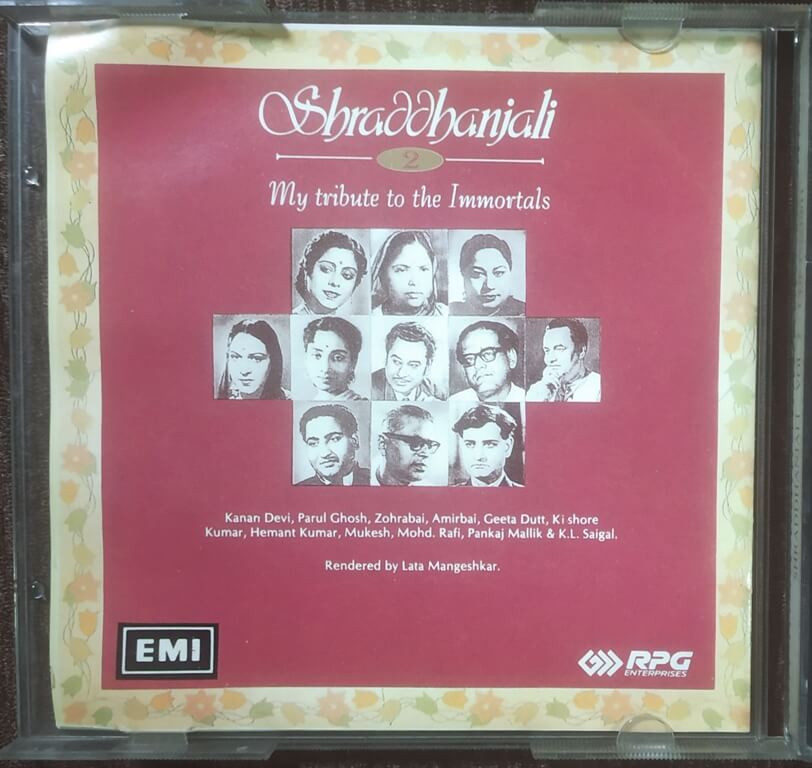 Shraddhanjali
2
My tribute to the Immortals
Kanan Devi, Parul Ghosh, Zohrabai, Amirbai, Geeta Dutt, Ki shore
Kumar, Hemant Kumar, Mukesh, Mohd. Rafi, Pankaj Mallik & K.L. Saigal.
Rendered by Lata Mangeshkar.
EMI
RPG
ENTERPRISES